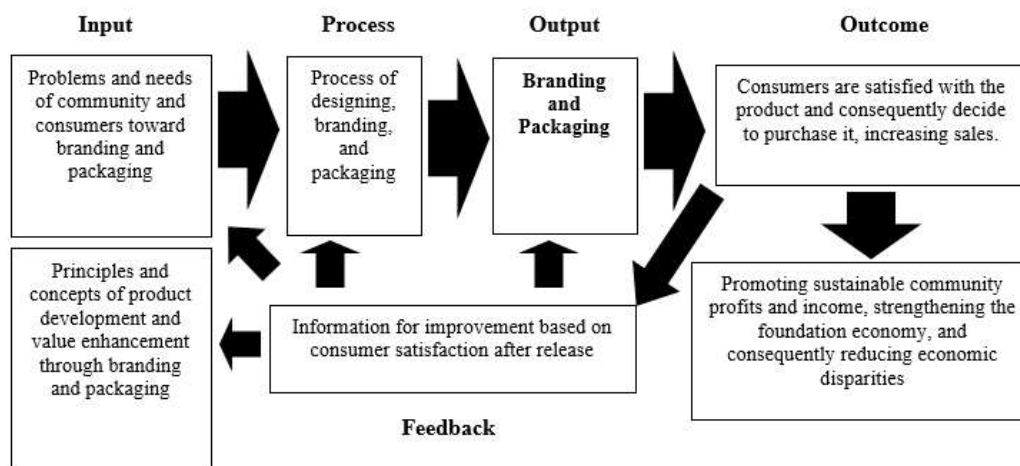 Input
Process
Output
Outcome
Problems and needs
of community and
consumers toward
branding and
packaging
Process of
designing,
branding,
and
packaging
Branding
and
Packaging
Consumers are satisfied with the
product and consequently decide
to purchase it, increasing sales.
Principles and
concepts of product
development and
value enhancement
through branding
and packaging
Information for improvement based on
consumer satisfaction after release
Promoting sustainable community
profits and income, strengthening the
foundation economy, and
consequently reducing economic
disparities
Feedback